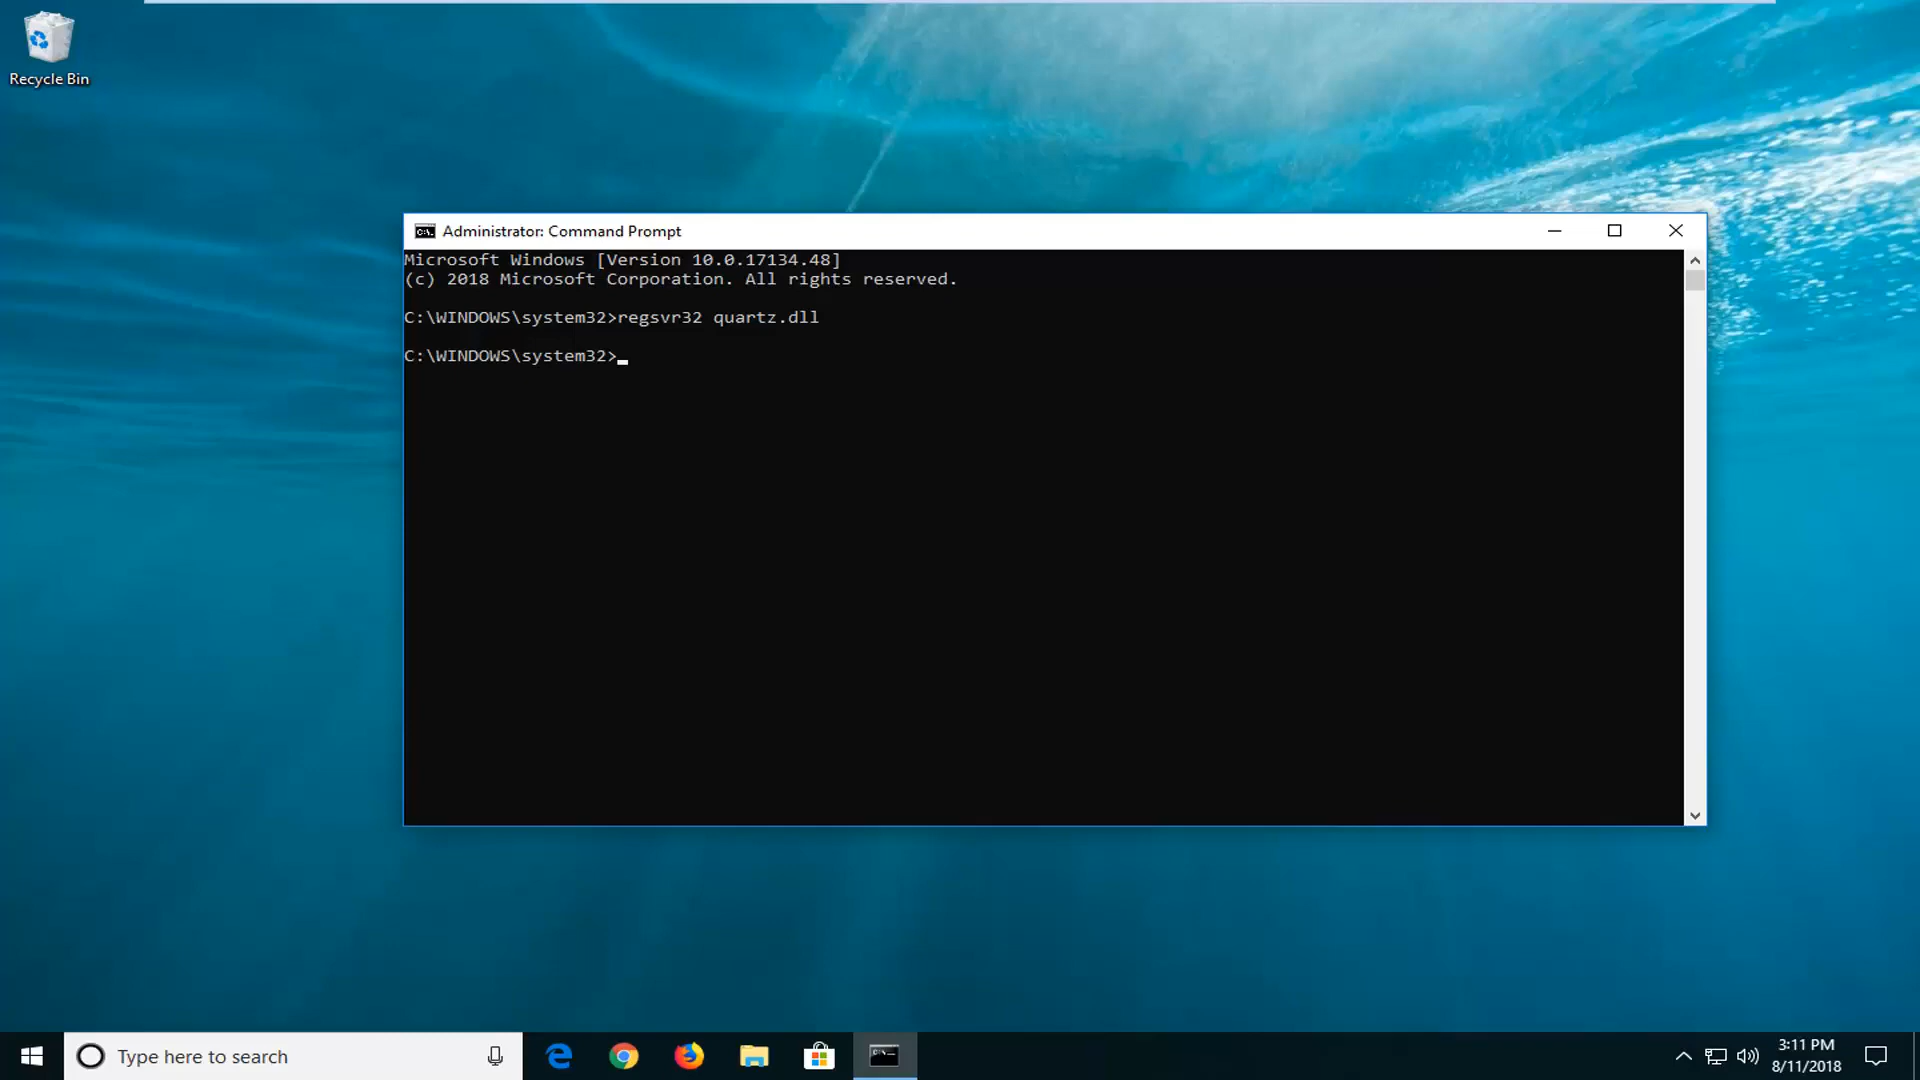 Recycle Bin
Administrator: Command Prompt
Microsoft Windows [Version 10.0.17134.48]
(c) 2018 Microsoft Corporation. All rights reserved.
C:\WINDOWS\system32>regsvr32 quartz.dll
C:\WINDOWS\system32>
Type here to search
3:11 PM
8/11/2018